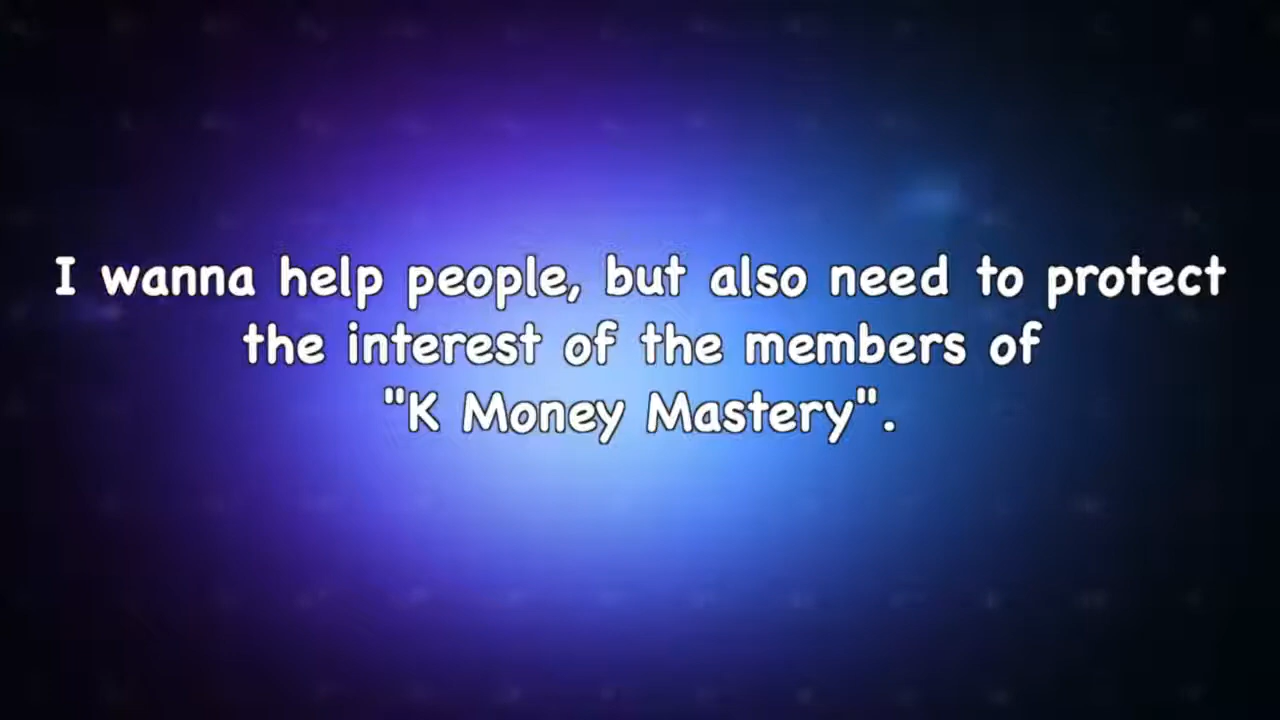 I wanna help people, but also need to protect
the interest of the members of
"K Money Mastery".